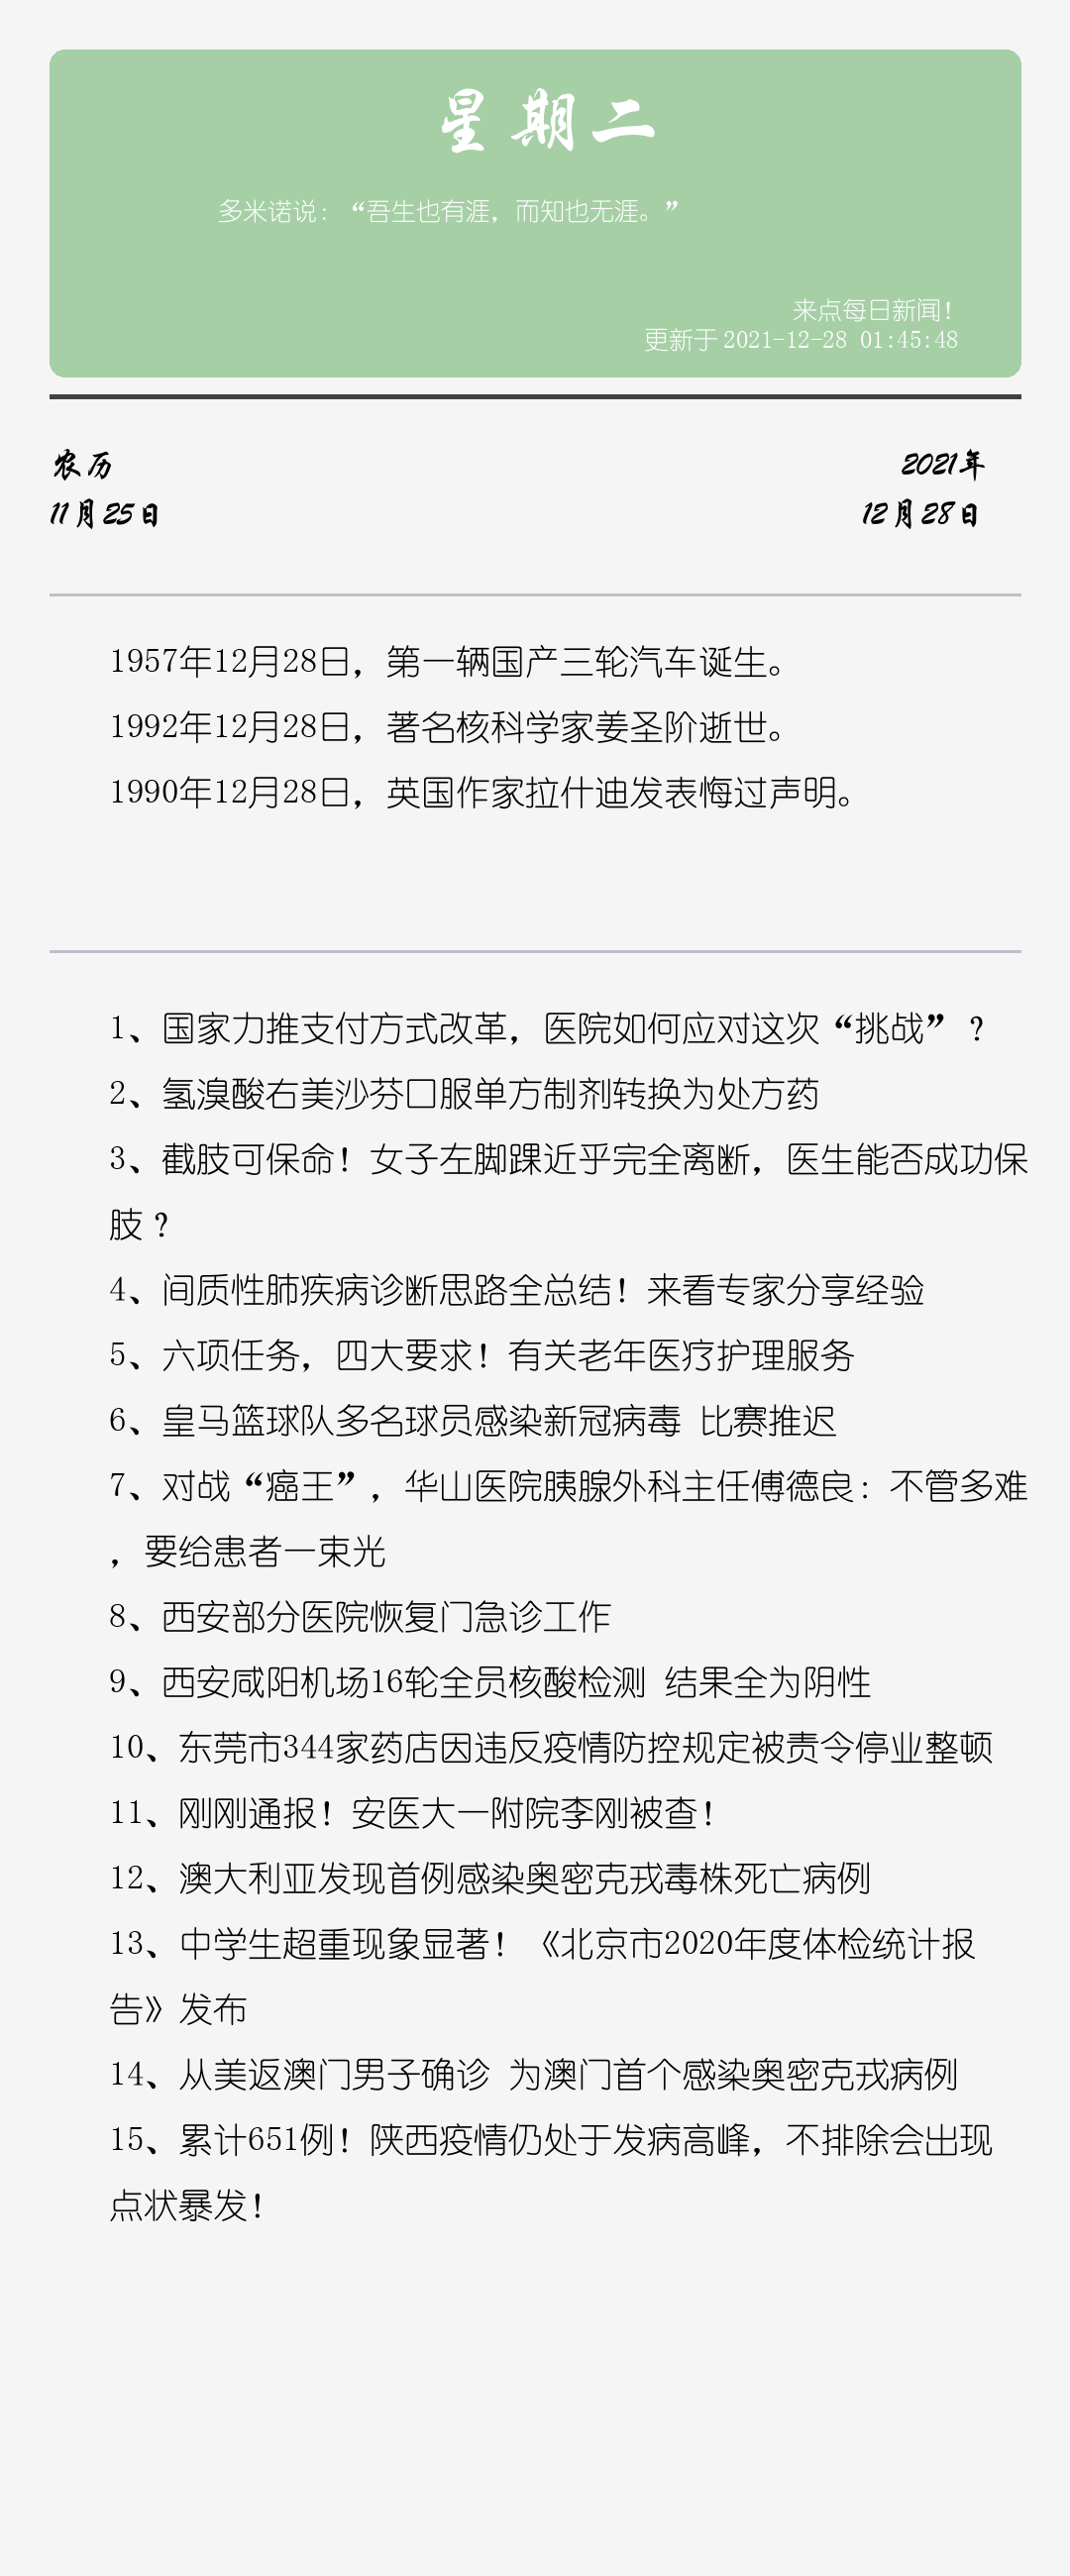 星期二
多米诺说：“吾生也有涯，而知也无涯。”
来点每日新闻！
更新于 2021-12-28 01:45:48
农历
2021年
11月25日
12月28日
1957年12月28日，第一辆国产三轮汽车诞生。
1992年12月28日，著名核科学家姜圣阶逝世。
1990年12月28日，英国作家拉什迪发表悔过声明。
1、国家力推支付方式改革，医院如何应对这次“挑战”？
2、氢溴酸右美沙芬口服单方制剂转换为处方药
3、截肢可保命！女子左脚踝近乎完全离断，医生能否成功保
肢？
4、间质性肺疾病诊断思路全总结！来看专家分享经验
5、六项任务，四大要求！有关老年医疗护理服务
6、皇马篮球队多名球员感染新冠病毒 比赛推迟
7、对战“癌王”，华山医院胰腺外科主任傅德良：不管多难
，要给患者一束光
8、西安部分医院恢复门急诊工作
9、西安咸阳机场16轮全员核酸检测 结果全为阴性
10、东莞市344家药店因违反疫情防控规定被责令停业整顿
11、刚刚通报！安医大一附院李刚被查！
12、澳大利亚发现首例感染奥密克戎毒株死亡病例
13、中学生超重现象显著！《北京市2020年度体检统计报
告》发布
14、从美返澳门男子确诊 为澳门首个感染奥密克戎病例
15、累计651例！陕西疫情仍处于发病高峰，不排除会出现
点状暴发！